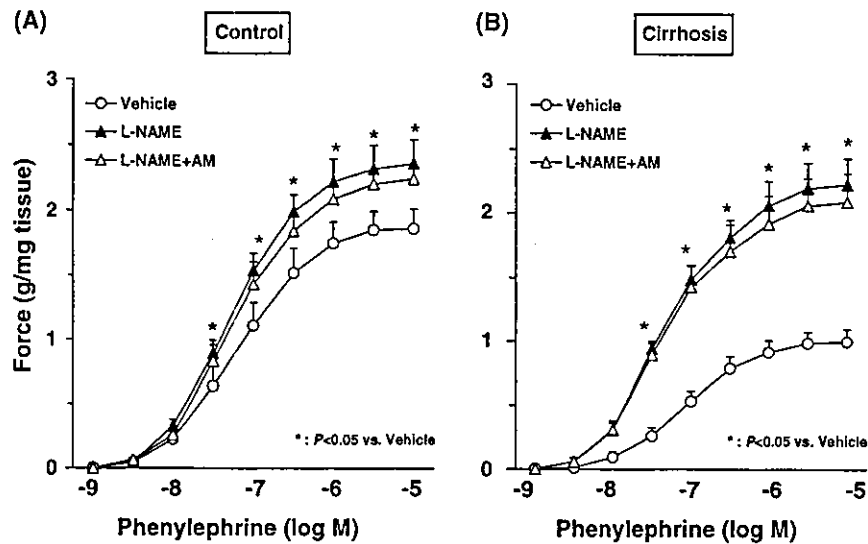 (A)
Control
3
2
1
0
Force (g/mg tissue)
Vehicle
L-NAME
L-NAME+AM
* * * * * *
*: P<0.05 vs. Vehicle
-9 -8 -7 -6 -5
Phenylephrine (log M)
(B)
Cirrhosis
3
2
1
0
Vehicle
L-NAME
L-NAME+AM
* * * * * *
*: P<0.05 vs. Vehicle
-9 -8 -7 -6 -5
Phenylephrine (log M)